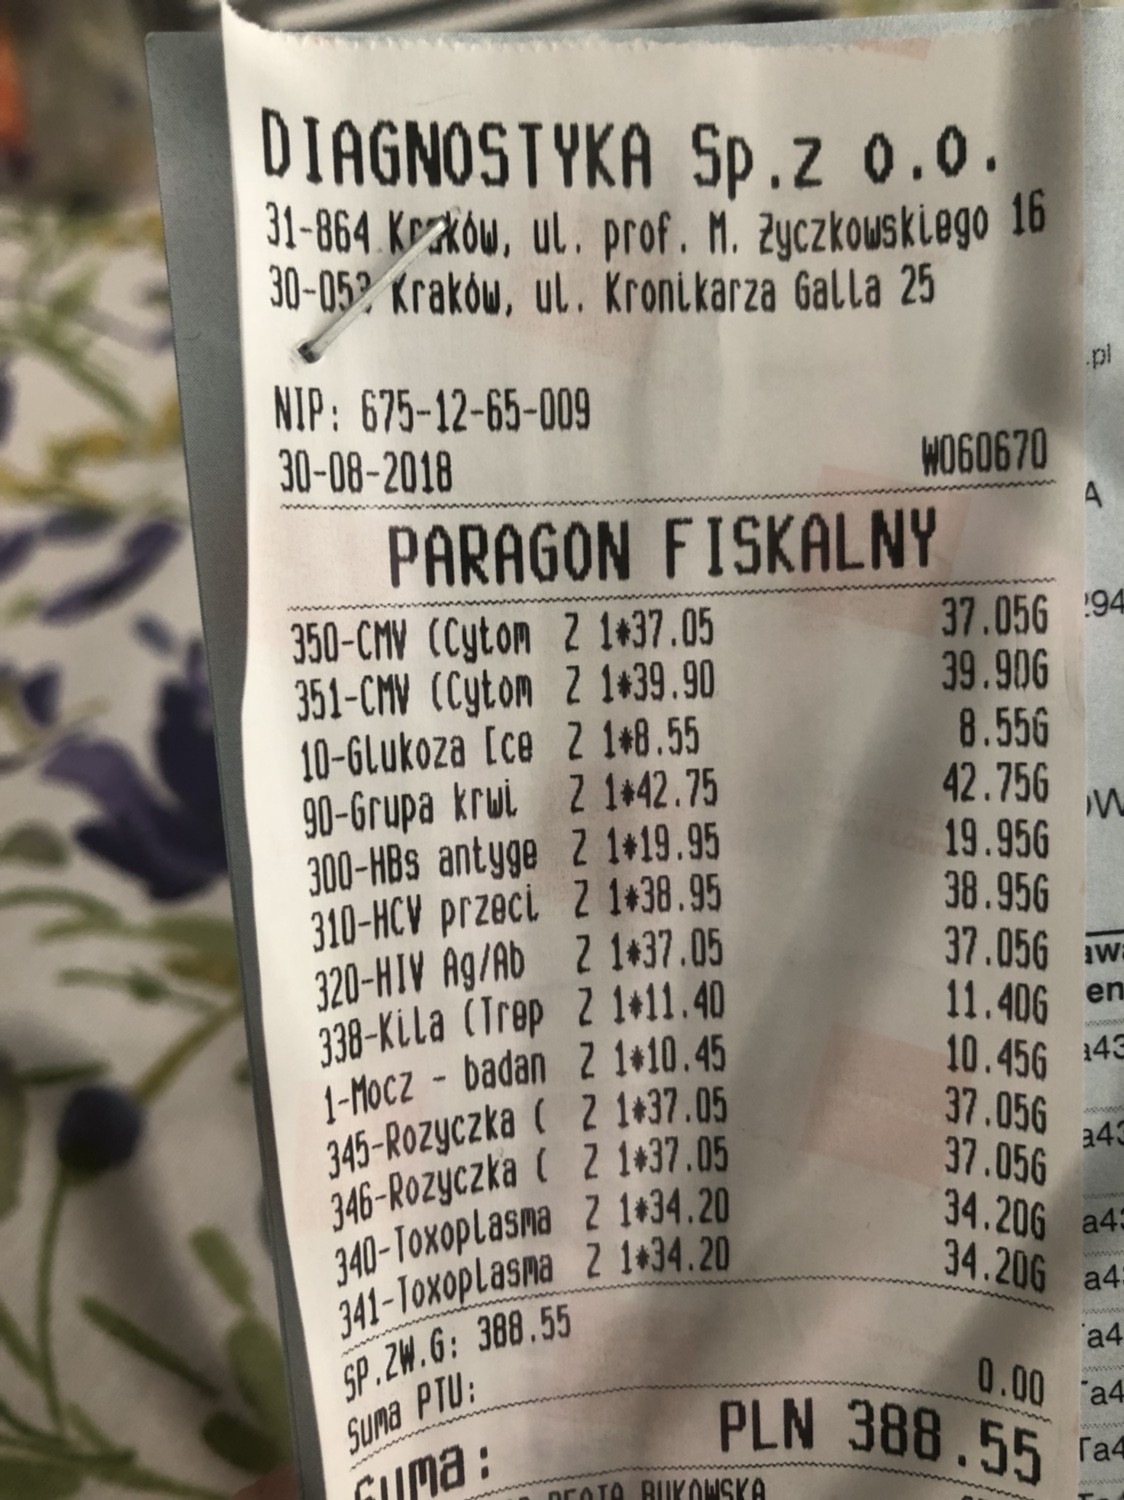 DIAGNOSTYKA Sp.z o.o.
31-864 Kraków, ul. prof. M. Życzkowskiego 16
Kraków, ul. Kronikarza Galla 25
NIP: 675-12-65-009
30-08-2018 W060670
PARAGON FISKALNY
350-CMV (Cytom Z 1*37.05 37.05G
351-CMV (Cytom Z 1*39.90 39.90G
10-Glukoza [ce Z 1*8.55 8.55G
90-Grupa krwi Z 1*42.75 42.75G
300-HBs antyge Z 1*19.95 19.95G
310-HCV przeci Z 1*38.95 38.95G
320-HIV Ag/Ab Z 1*37.05 37.05G
338-Kiła (Trep Z 1*11.40 11.40G
1-Mocz - badan Z 1*10.45 10.45G
345-Rozyczka ( Z 1*37.05 37.05G
346-Rozyczka ( Z 1*37.05 37.05G
340-Toxoplasma Z 1*34.20 34.20G
341-Toxoplasma Z 1*34.20 34.20G
SP.ZW.G: 388.55
Suma PTU: 0.00
Suma: PLN 388.55
BUKOWSKA
.pl